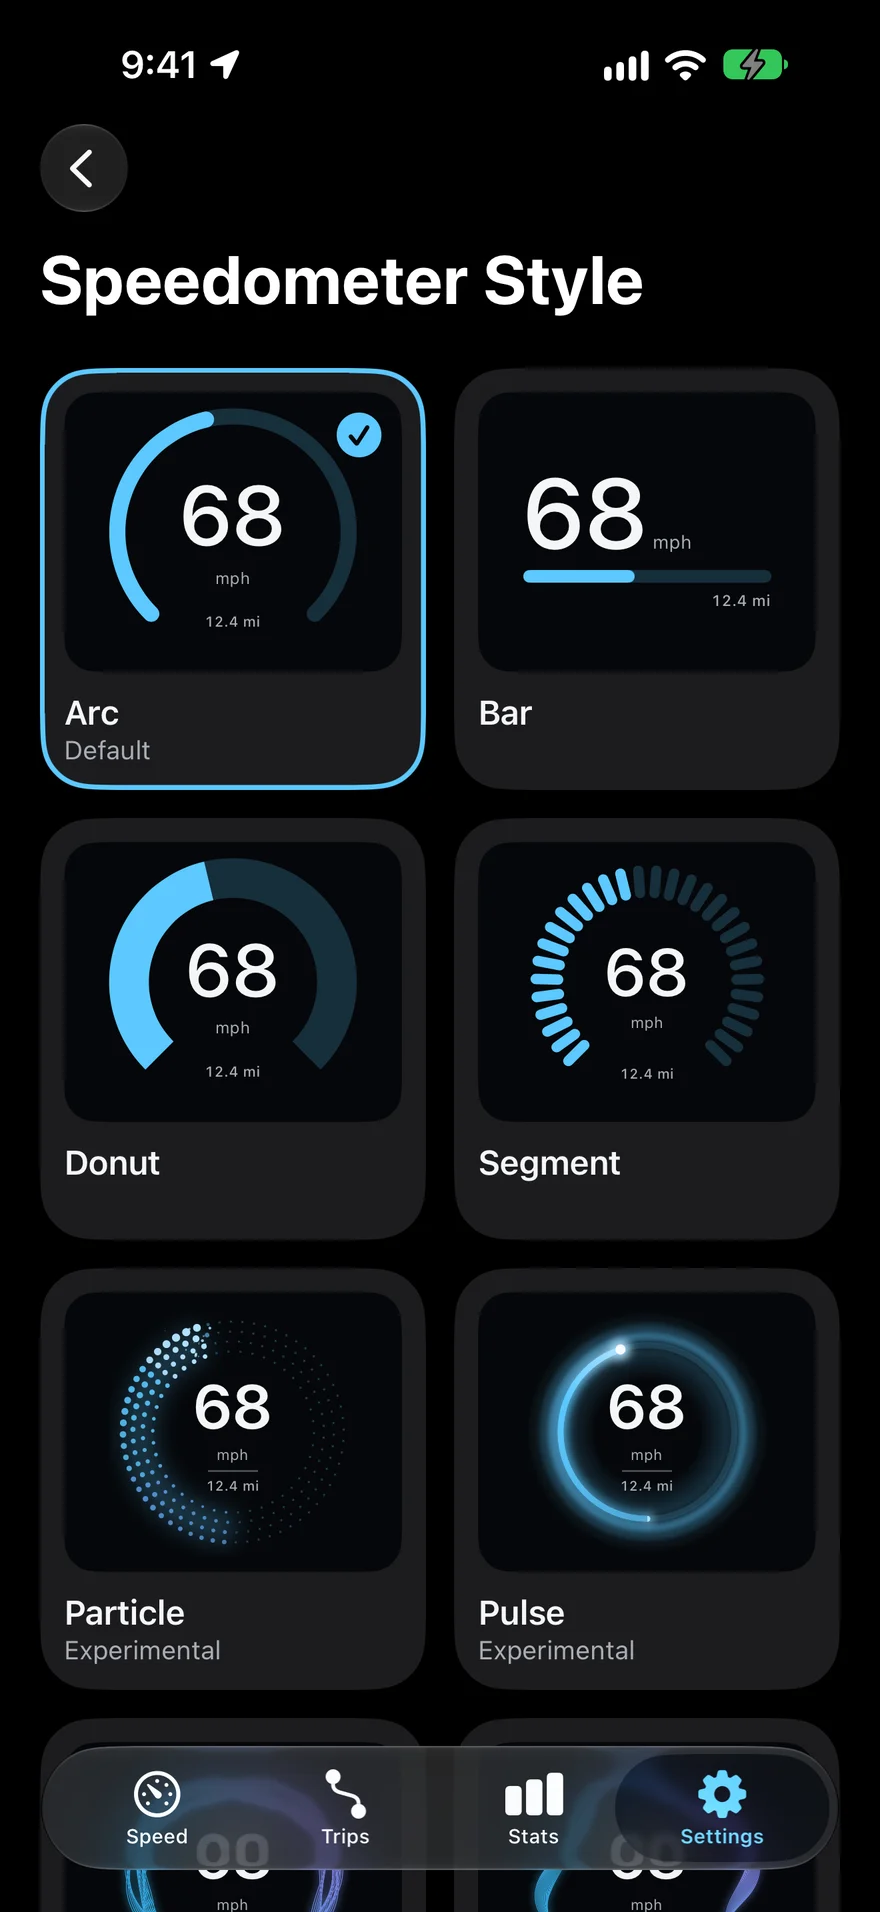 9:41
Speedometer Style
68
mph
12.4 mi
Arc
Default
68 mph
12.4 mi
Bar
68
mph
12.4 mi
Donut
68
mph
12.4 mi
Segment
68
mph
12.4 mi
Particle
Experimental
68
mph
12.4 mi
Pulse
Experimental
Speed
Trips
Stats
Settings
mph
mph